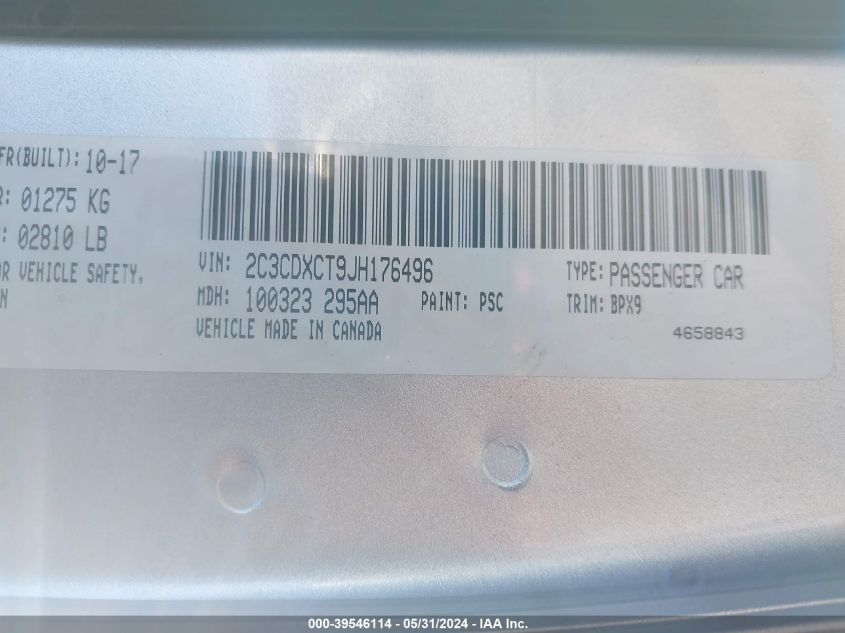 FR(BUILT): 10-17
R: 01275 KG
: 02810 LB
OR VEHICLE SAFETY,
N
VIN: 2C3CDXCT9JH176496
TYPE: PASSENGER CAR
MDH: 100323 295AA
PAINT: PSC
TRIM: BPX9
VEHICLE MADE IN CANADA
4658843
000-39546114 - 05/31/2024 - IAA Inc.